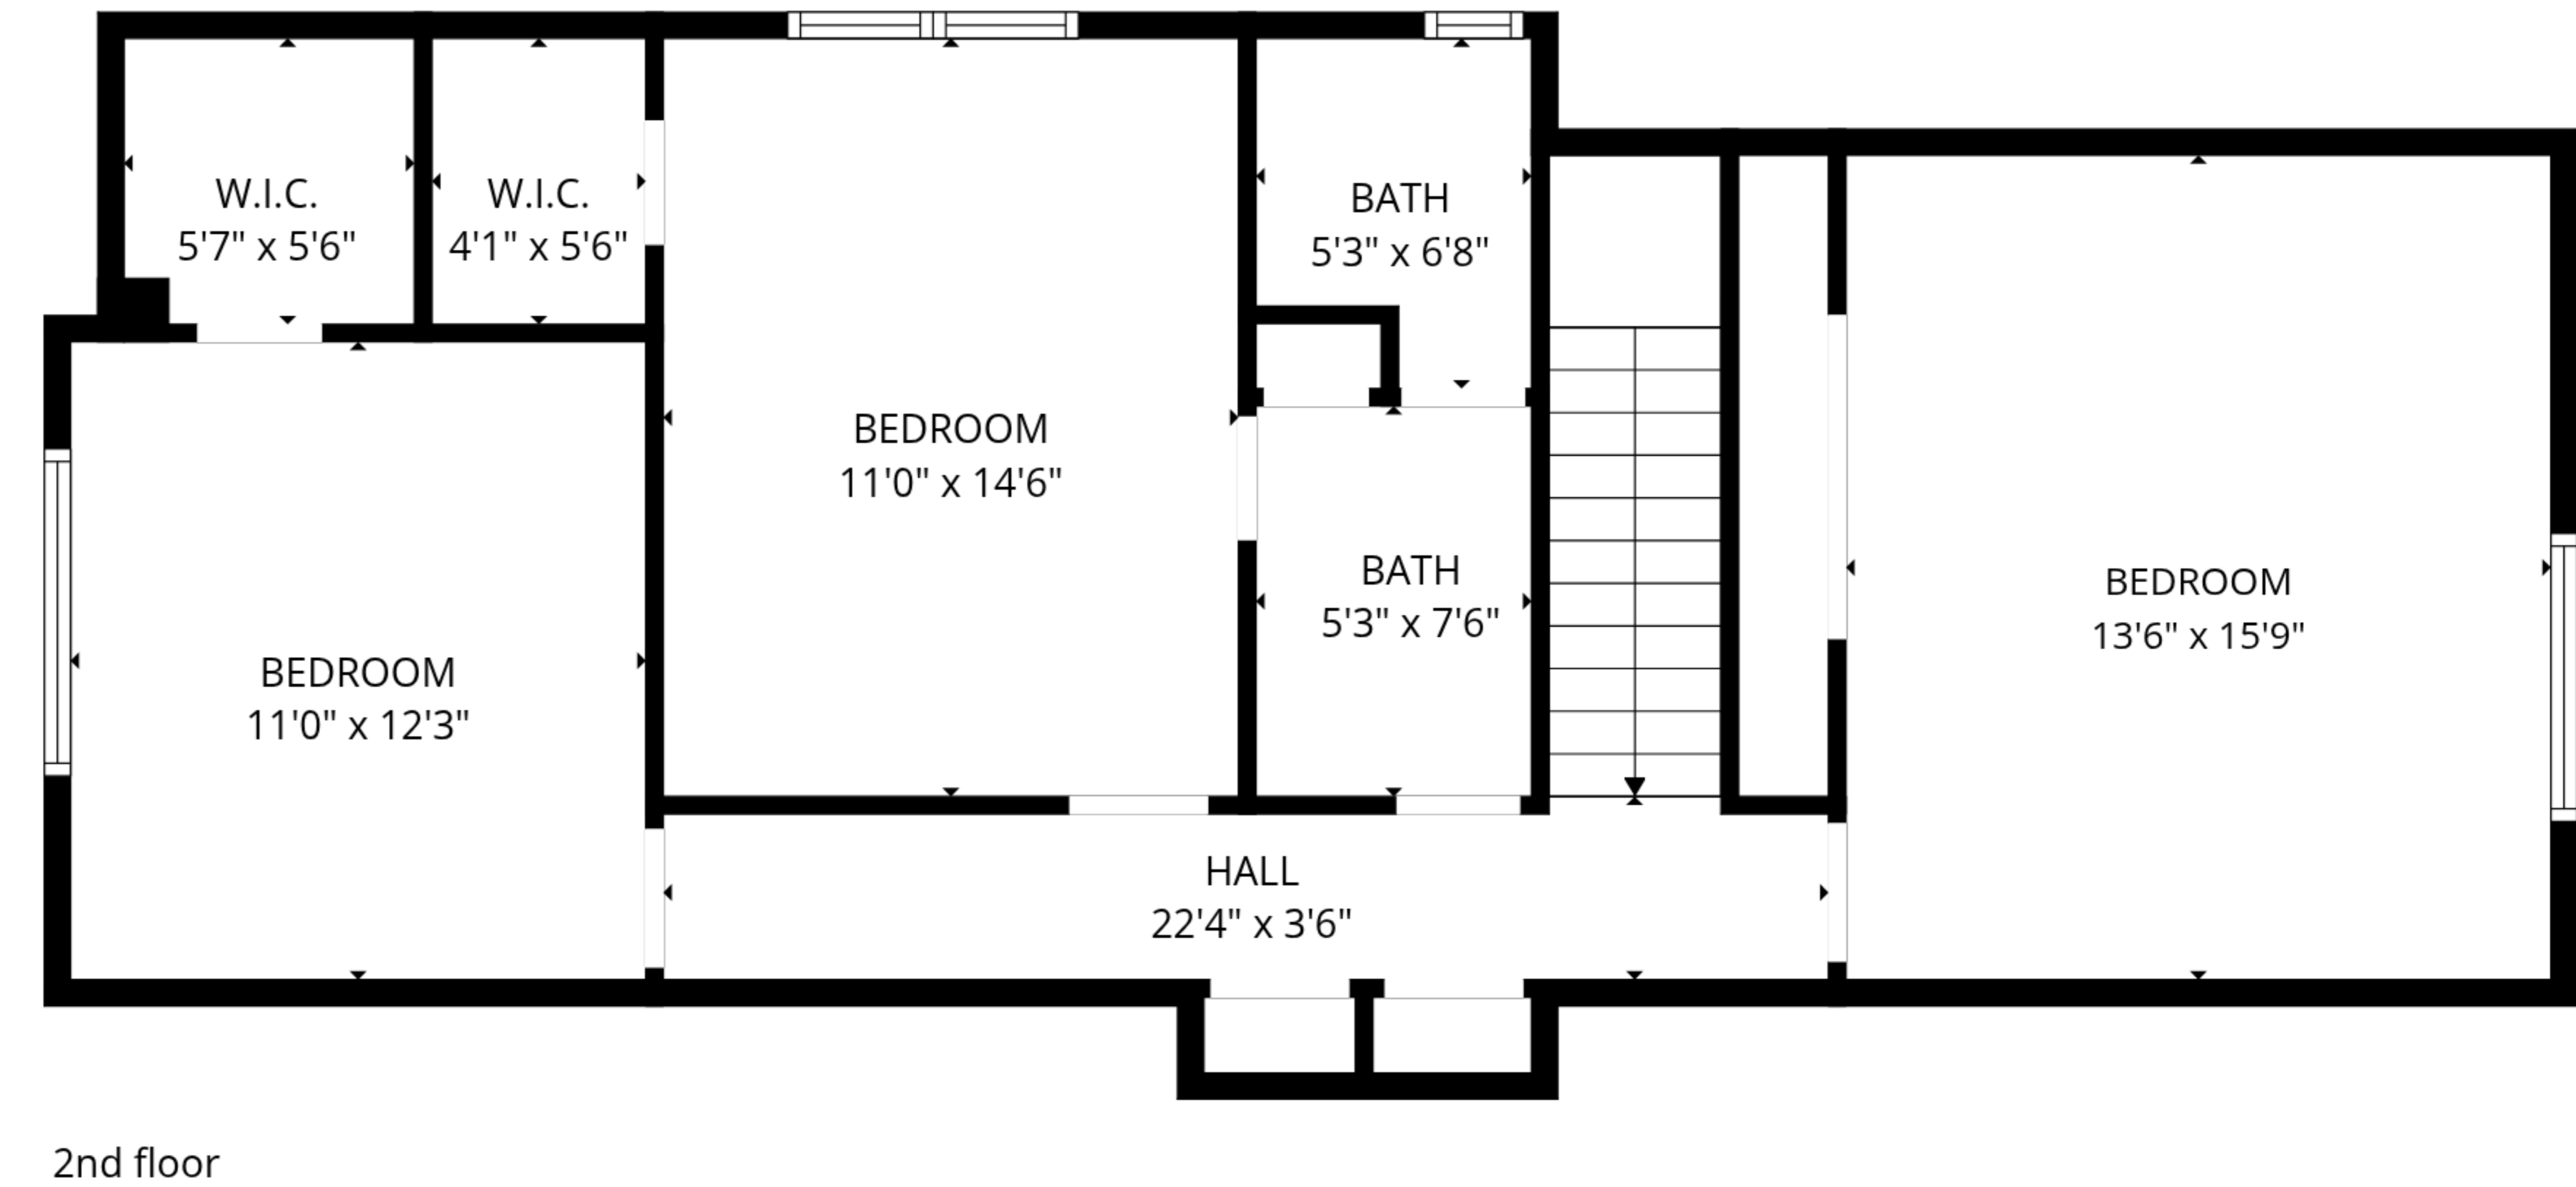 W.I.C.
5'7" x 5'6"
W.I.C.
4'1" x 5'6"
BATH
5'3" x 6'8"
BEDROOM
11'0" x 14'6"
BATH
5'3" x 7'6"
BEDROOM
13'6" x 15'9"
BEDROOM
11'0" x 12'3"
HALL
22'4" x 3'6"
2nd floor